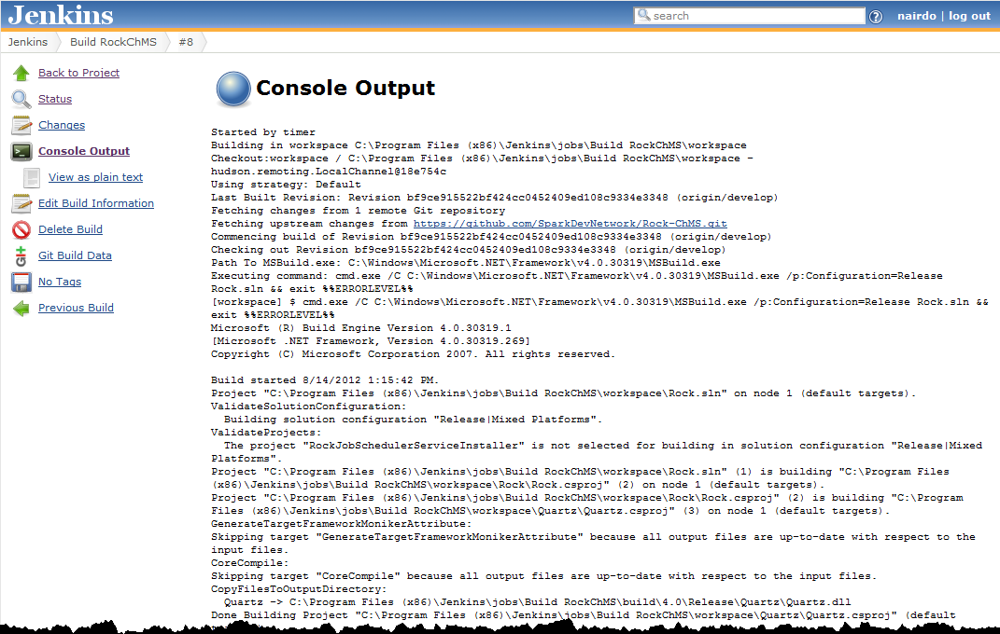 Jenkins
search
nairdo | log out
Jenkins
Build RockChMS
#8
Back to Project
Status
Changes
Console Output
View as plain text
Edit Build Information
Delete Build
Git Build Data
No Tags
Previous Build
Console Output
Started by timer
Building in workspace C:\Program Files (x86)\Jenkins\jobs\Build RockChMS\workspace
Checkout:workspace / C:\Program Files (x86)\Jenkins\jobs\Build RockChMS\workspace -
hudson.remoting.LocalChannel@18e754c
Using strategy: Default
Last Built Revision: Revision bf9ce915522bf424cc0452409ed108c9334e3348 (origin/develop)
Fetching changes from 1 remote Git repository
Fetching upstream changes from https://github.com/SparkDevNetwork/Rock-ChMS.git
Commencing build of Revision bf9ce915522bf424cc0452409ed108c9334e3348 (origin/develop)
Checking out Revision bf9ce915522bf424cc0452409ed108c9334e3348 (origin/develop)
Path To MSBuild.exe: C:\Windows\Microsoft.NET\Framework\v4.0.30319\MSBuild.exe
Executing command: cmd.exe /C C:\Windows\Microsoft.NET\Framework\v4.0.30319\MSBuild.exe /p:Configuration=Release
Rock.sln && exit %%ERRORLEVEL%%
[workspace] $ cmd.exe /C C:\Windows\Microsoft.NET\Framework\v4.0.30319\MSBuild.exe /p:Configuration=Release Rock.sln &&
exit %%ERRORLEVEL%%
Microsoft (R) Build Engine Version 4.0.30319.1
[Microsoft .NET Framework, Version 4.0.30319.269]
Copyright (C) Microsoft Corporation 2007. All rights reserved.
Build started 8/14/2012 1:15:42 PM.
Project "C:\Program Files (x86)\Jenkins\jobs\Build RockChMS\workspace\Rock.sln" on node 1 (default targets).
ValidateSolutionConfiguration:
Building solution configuration "Release|Mixed Platforms".
ValidateProjects:
The project "RockJobSchedulerServiceInstaller" is not selected for building in solution configuration "Release|Mixed
Platforms".
Project "C:\Program Files (x86)\Jenkins\jobs\Build RockChMS\workspace\Rock.sln" (1) is building "C:\Program Files
(x86)\Jenkins\jobs\Build RockChMS\workspace\Rock\Rock.csproj" (2) on node 1 (default targets).
Project "C:\Program Files (x86)\Jenkins\jobs\Build RockChMS\workspace\Rock\Rock.csproj" (2) is building "C:\Program
Files (x86)\Jenkins\jobs\Build RockChMS\workspace\Quartz\Quartz.csproj" (3) on node 1 (default targets).
GenerateTargetFrameworkMonikerAttribute:
Skipping target "GenerateTargetFrameworkMonikerAttribute" because all output files are up-to-date with respect to the
input files.
CoreCompile:
Skipping target "CoreCompile" because all output files are up-to-date with respect to the input files.
CopyFilesToOutputDirectory:
Quartz -> C:\Program Files (x86)\Jenkins\jobs\Build RockChMS\build\4.0\Release\Quartz\Quartz.dll
Done Building Project "C:\Program Files (x86)\Jenkins\jobs\Build RockChMS\workspace\Quartz\Quartz.csproj" (default